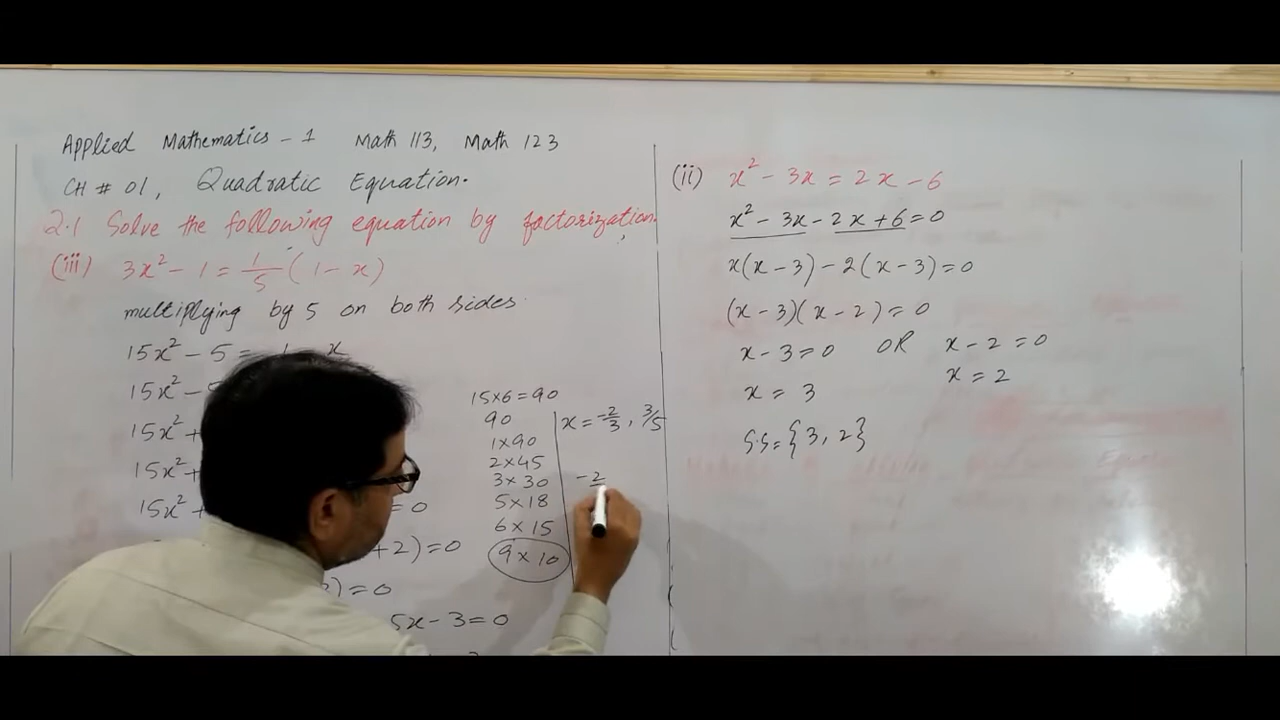 Applied Mathematics - 1 Math 113, Math 123
CH # 01, Quadratic Equation.
2.1 Solve the following equation by factorization.
(iii) 3x² - 1 = 1/5 (1 - x)
multiplying by 5 on both sides
15x² - 5 = 1 - x
15x² - 5
15x² +
15x² +
15x² + = 0
+ 2) = 0
) = 0
5x - 3 = 0
15 x 6 = 90
90
1 x 90
2 x 45
3 x 30
5 x 18
6 x 15
9 x 10
x = -2/3, 3/5
-2
(ii) x² - 3x = 2x - 6
x² - 3x - 2x + 6 = 0
x(x - 3) - 2(x - 3) = 0
(x - 3)(x - 2) = 0
x - 3 = 0 OR x - 2 = 0
x = 3 x = 2
S.S = {3, 2}